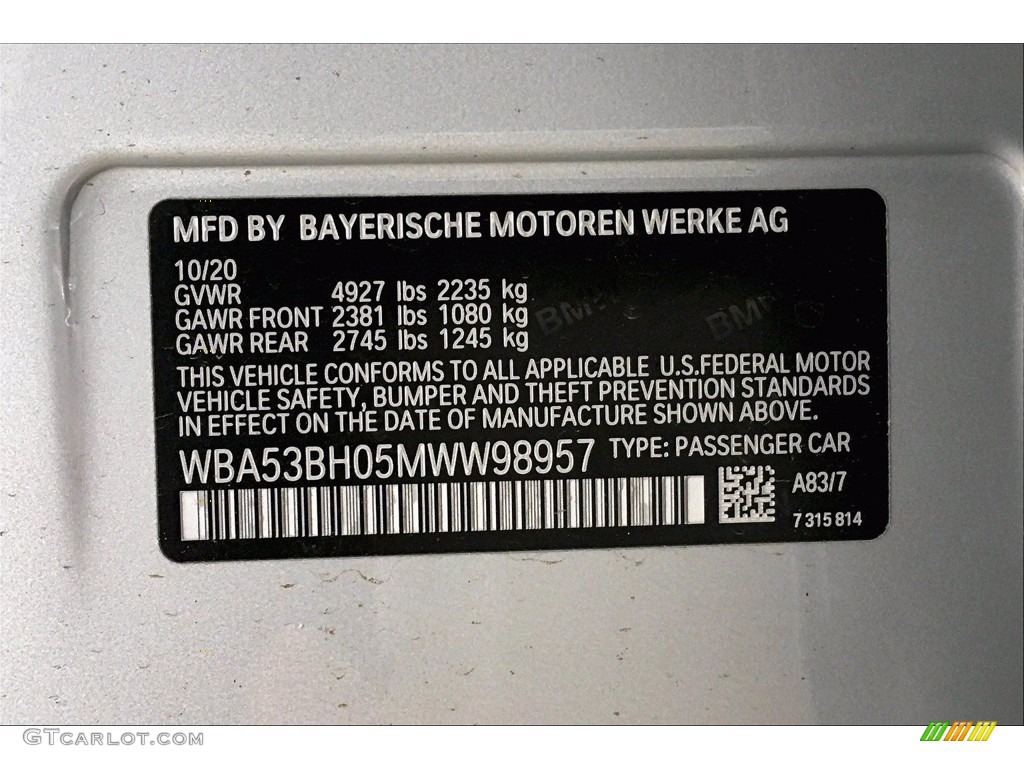 MFD BY BAYERISCHE MOTOREN WERKE AG
10/20
GVWR 4927 lbs 2235 kg
GAWR FRONT 2381 lbs 1080 kg
GAWR REAR 2745 lbs 1245 kg
BMW BMW
THIS VEHICLE CONFORMS TO ALL APPLICABLE U.S.FEDERAL MOTOR
VEHICLE SAFETY, BUMPER AND THEFT PREVENTION STANDARDS
IN EFFECT ON THE DATE OF MANUFACTURE SHOWN ABOVE.
WBA53BH05MWW98957 TYPE: PASSENGER CAR
A83/7
7 315 814
GTcarlot.com